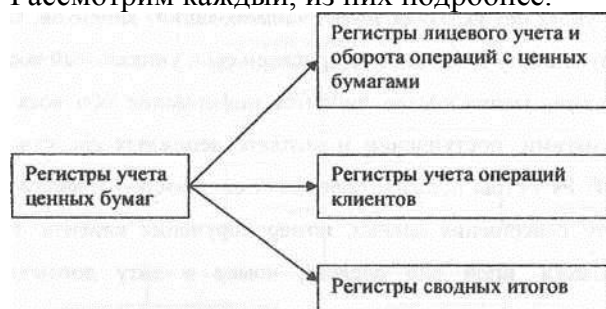 Рассмотрим каждый, из них подробнее.
Регистры лицевого учета и
оборота операций с ценных
бумагами
Регистры учета
ценных бумаг
Регистры учета операций
клиентов
Регистры сводных итогов